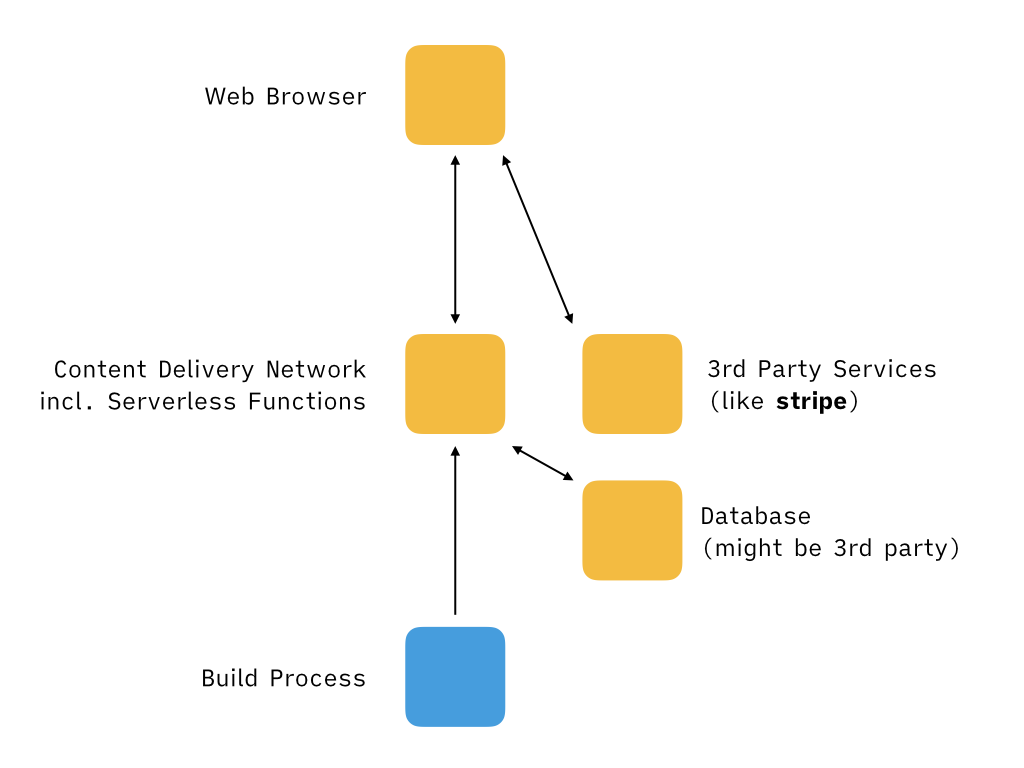 Web Browser
Content Delivery Network
incl. Serverless Functions
3rd Party Services
(like stripe)
Database
(might be 3rd party)
Build Process